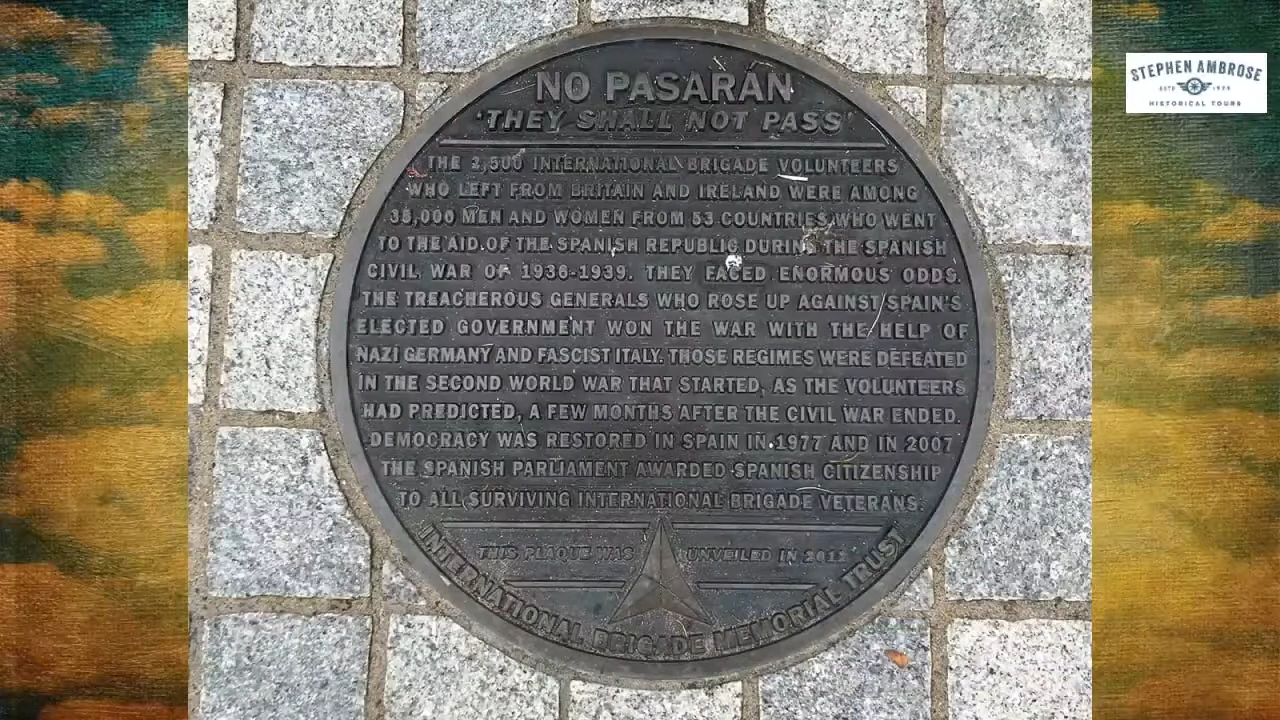 NO PASARAN
'THEY SHALL NOT PASS'
THE 2,500 INTERNATIONAL BRIGADE VOLUNTEERS
WHO LEFT FROM BRITAIN AND IRELAND WERE AMONG
35,000 MEN AND WOMEN FROM 53 COUNTRIES WHO WENT
TO THE AID OF THE SPANISH REPUBLIC DURING THE SPANISH
CIVIL WAR OF 1936-1939. THEY FACED ENORMOUS ODDS.
THE TREACHEROUS GENERALS WHO ROSE UP AGAINST SPAIN'S
ELECTED GOVERNMENT WON THE WAR WITH THE HELP OF
NAZI GERMANY AND FASCIST ITALY. THOSE REGIMES WERE DEFEATED
IN THE SECOND WORLD WAR THAT STARTED, AS THE VOLUNTEERS
HAD PREDICTED, A FEW MONTHS AFTER THE CIVIL WAR ENDED.
DEMOCRACY WAS RESTORED IN SPAIN IN 1977 AND IN 2007
THE SPANISH PARLIAMENT AWARDED SPANISH CITIZENSHIP
TO ALL SURVIVING INTERNATIONAL BRIGADE VETERANS.
THIS PLAQUE WAS UNVEILED IN
INTERNATIONAL BRIGADE MEMORIAL TRUST
STEPHEN AMBROSE
ESTD
HISTORICAL TOURS